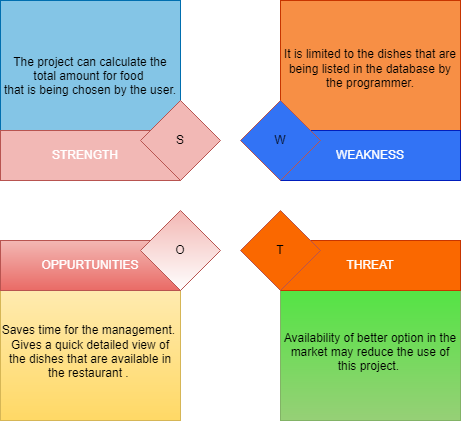 The project can calculate the
total amount for food
that is being chosen by the user.
It is limited to the dishes that are
being listed in the database by
the programmer.
S
W
STRENGTH
WEAKNESS
O
T
OPPURTUNITIES
THREAT
Saves time for the management.
Gives a quick detailed view of
the dishes that are available in
the restaurant .
Availability of better option in the
market may reduce the use of
this project.